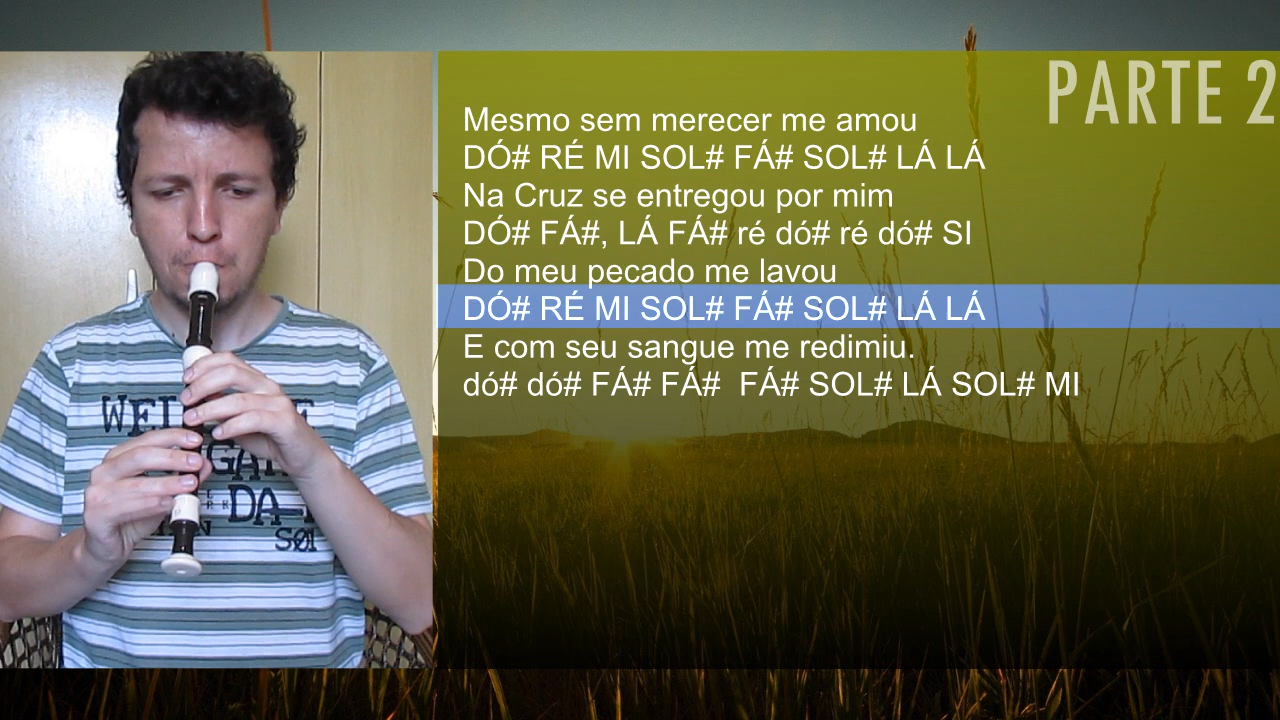 PARTE 2
Mesmo sem merecer me amou
DÓ# RÉ MI SOL# FÁ# SOL# LÁ LÁ
Na Cruz se entregou por mim
DÓ# FÁ#, LÁ FÁ# ré dó# ré dó# SI
Do meu pecado me lavou
DÓ# RÉ MI SOL# FÁ# SOL# LÁ LÁ
E com seu sangue me redimiu.
dó# dó# FÁ# FÁ#  FÁ# SOL# LÁ SOL# MI